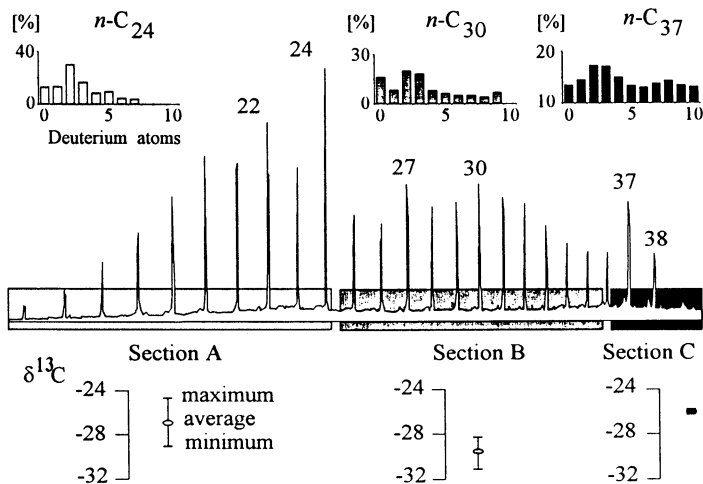 [%] n-C24
[%] n-C30
[%] n-C37
40
0
0 5 10
Deuterium atoms
30
0
0 5 10
20
10
0 5 10
22
24
27
30
37
38
Section A
Section B
Section C
δ13C
-24
-28
-32
maximum
average
minimum
-24
-28
-32
-24
-28
-32